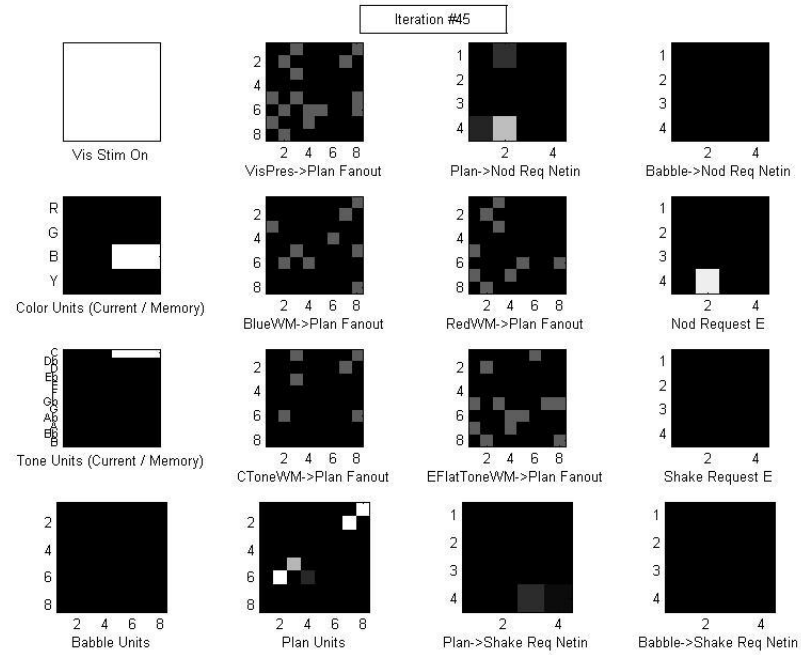 Iteration #45
2
4
6
8
2 4 6 8
1
2
3
4
2 4
2 4
Vis Stim On
VisPres->Plan Fanout
Plan->Nod Req Netin
Babble->Nod Req Netin
R
G
B
Y
2
4
6
8
2 4 6 8
2
4
6
8
2 4 6 8
1
2
3
4
2 4
Color Units (Current / Memory)
BlueWM->Plan Fanout
RedWM->Plan Fanout
Nod Request E
C
Db
D
Eb
E
F
Gb
G
Ab
A
Bb
B
2
4
6
8
2 4 6 8
2
4
6
8
2 4 6 8
1
2
3
4
2 4
Tone Units (Current / Memory)
CToneWM->Plan Fanout
EFlatToneWM->Plan Fanout
Shake Request E
2
4
6
8
2 4 6 8
2
4
6
8
2 4 6 8
1
2
3
4
2 4
1
2
3
4
2 4
Babble Units
Plan Units
Plan->Shake Req Netin
Babble->Shake Req Netin